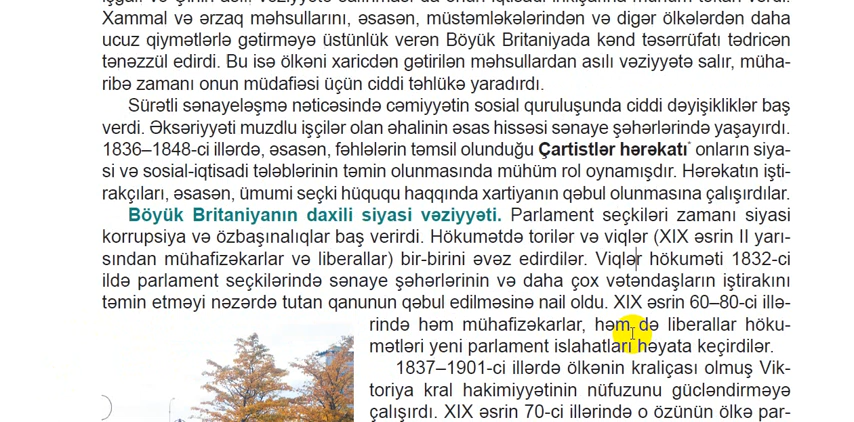 Xammal və ərzaq məhsullarını, əsasən, müstəmləkələrindən və digər ölkələrdən daha
ucuz qiymətlərlə gətirməyə üstünlük verən Böyük Britaniyada kənd təsərrüfatı tədricən
tənəzzül edirdi. Bu isə ölkəni xaricdən gətirilən məhsullardan asılı vəziyyətə salır, müha-
ribə zamanı onun müdafiəsi üçün ciddi təhlükə yaradırdı.
Sürətli sənayeləşmə nəticəsində cəmiyyətin sosial quruluşunda ciddi dəyişikliklər baş
verdi. Əksəriyyəti muzdlu işçilər olan əhalinin əsas hissəsi sənaye şəhərlərində yaşayırdı.
1836–1848-ci illərdə, əsasən, fəhlələrin təmsil olunduğu Çartistlər hərəkatı* onların siya-
si və sosial-iqtisadi tələblərinin təmin olunmasında mühüm rol oynamışdır. Hərəkatın işti-
rakçıları, əsasən, ümumi seçki hüququ haqqında xartiyanın qəbul olunmasına çalışırdılar.
Böyük Britaniyanın daxili siyasi vəziyyəti. Parlament seçkiləri zamanı siyasi
korrupsiya və özbaşınalıqlar baş verirdi. Hökumətdə torilər və viqlər (XIX əsrin II yarı-
sından mühafizəkarlar və liberallar) bir-birini əvəz edirdilər. Viqlər hökuməti 1832-ci
ildə parlament seçkilərində sənaye şəhərlərinin və daha çox vətəndaşların iştirakını
təmin etməyi nəzərdə tutan qanunun qəbul edilməsinə nail oldu. XIX əsrin 60–80-ci illə-
rində həm mühafizəkarlar, həm də liberallar höku-
mətləri yeni parlament islahatları həyata keçirdilər.
1837–1901-ci illərdə ölkənin kraliçası olmuş Vik-
toriya kral hakimiyyətinin nüfuzunu gücləndirməyə
çalışırdı. XIX əsrin 70-ci illərində o özünün ölkə par-